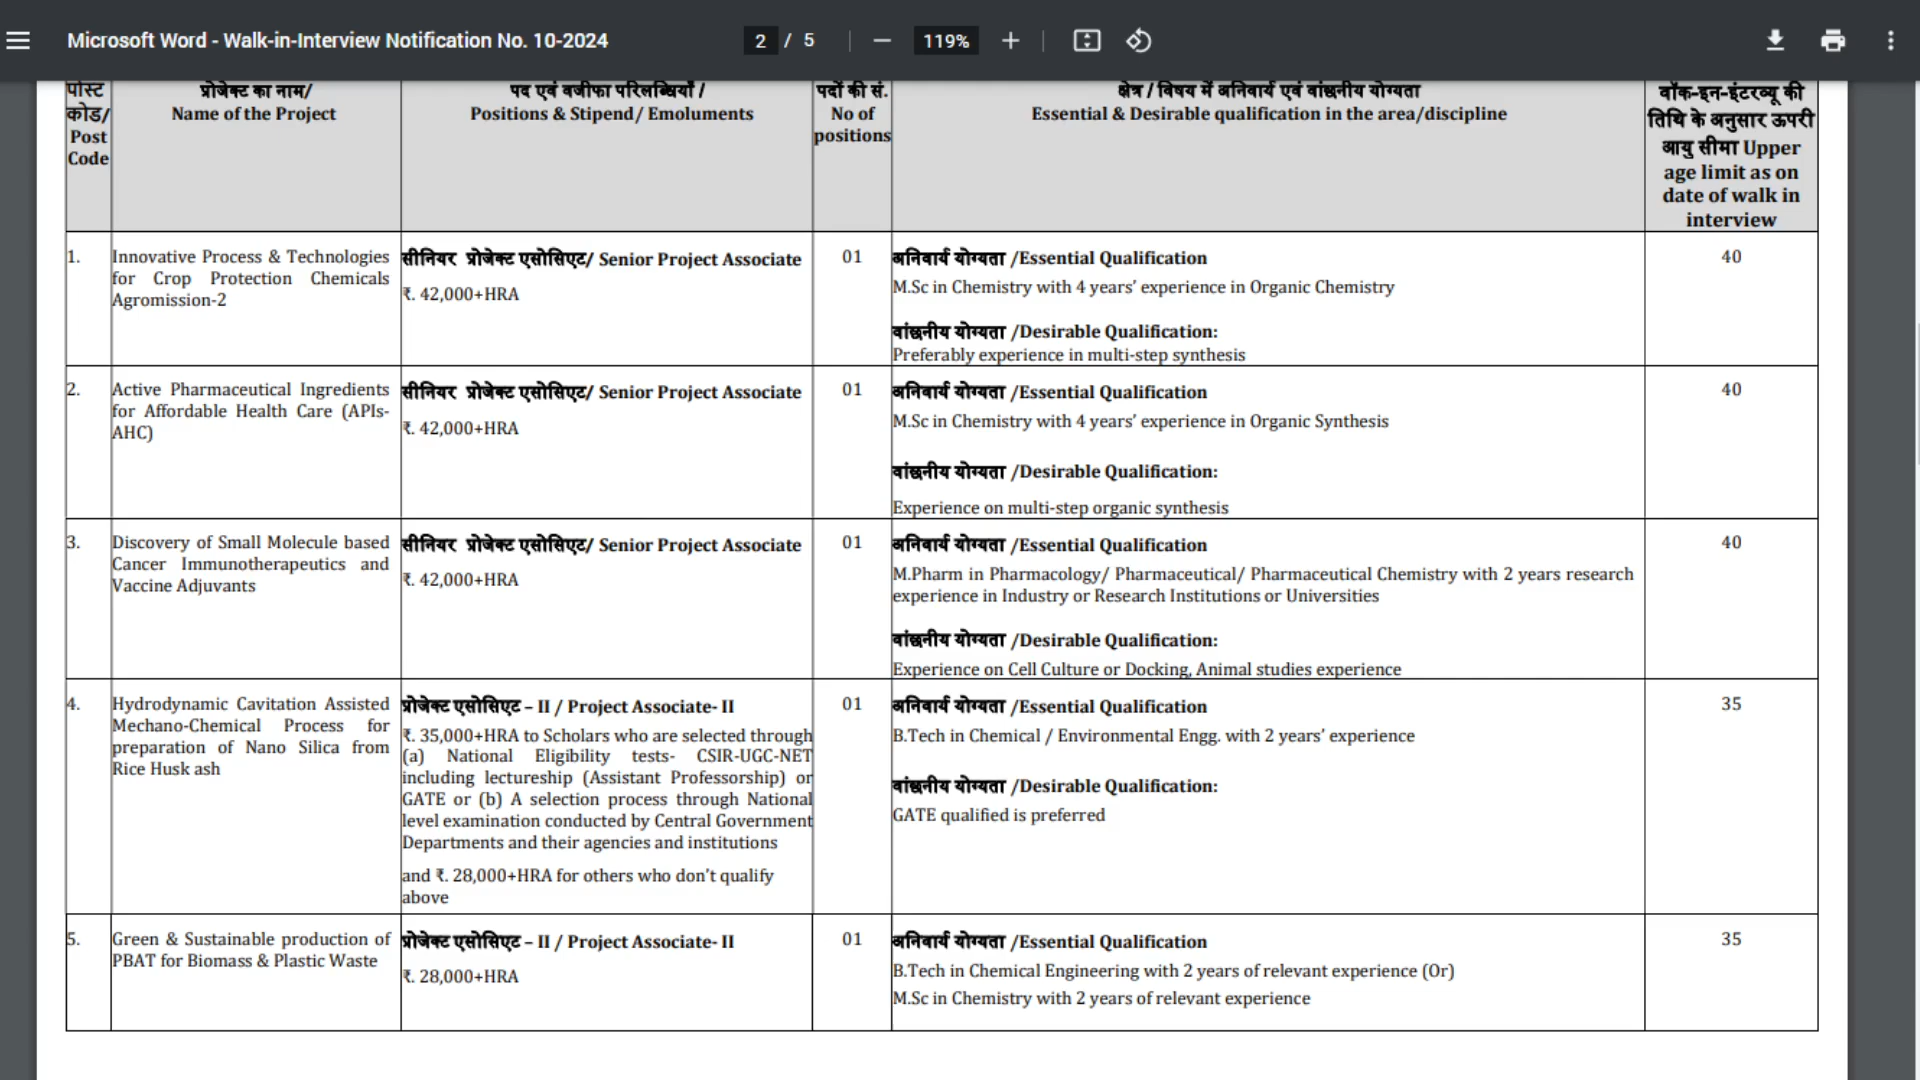 Microsoft Word - Walk-in-Interview Notification No. 10-2024
2 / 5
119%
पोस्ट कोड/ Post Code
प्रोजेक्ट का नाम/
Name of the Project
पद एवं वजीफा परिलब्धियाँ /
Positions & Stipend/ Emoluments
पदों की सं.
No of
positions
क्षेत्र / विषय में अनिवार्य एवं वांछनीय योग्यता
Essential & Desirable qualification in the area/discipline
वॉक-इन-इंटरव्यू की
तिथि के अनुसार ऊपरी
आयु सीमा Upper
age limit as on
date of walk in
interview
1.
Innovative Process & Technologies
for Crop Protection Chemicals
Agromission-2
सीनियर प्रोजेक्ट एसोसिएट/ Senior Project Associate
₹. 42,000+HRA
01
अनिवार्य योग्यता /Essential Qualification
M.Sc in Chemistry with 4 years’ experience in Organic Chemistry
वांछनीय योग्यता /Desirable Qualification:
Preferably experience in multi-step synthesis
40
2.
Active Pharmaceutical Ingredients
for Affordable Health Care (APIs-
AHC)
सीनियर प्रोजेक्ट एसोसिएट/ Senior Project Associate
₹. 42,000+HRA
01
अनिवार्य योग्यता /Essential Qualification
M.Sc in Chemistry with 4 years’ experience in Organic Synthesis
वांछनीय योग्यता /Desirable Qualification:
Experience on multi-step organic synthesis
40
3.
Discovery of Small Molecule based
Cancer Immunotherapeutics and
Vaccine Adjuvants
सीनियर प्रोजेक्ट एसोसिएट/ Senior Project Associate
₹. 42,000+HRA
01
अनिवार्य योग्यता /Essential Qualification
M.Pharm in Pharmacology/ Pharmaceutical/ Pharmaceutical Chemistry with 2 years research
experience in Industry or Research Institutions or Universities
वांछनीय योग्यता /Desirable Qualification:
Experience on Cell Culture or Docking, Animal studies experience
40
4.
Hydrodynamic Cavitation Assisted
Mechano-Chemical Process for
preparation of Nano Silica from
Rice Husk ash
प्रोजेक्ट एसोसिएट – II / Project Associate- II
₹. 35,000+HRA to Scholars who are selected through
(a) National Eligibility tests- CSIR-UGC-NET
including lectureship (Assistant Professorship) or
GATE or (b) A selection process through National
level examination conducted by Central Government
Departments and their agencies and institutions
and ₹. 28,000+HRA for others who don’t qualify
above
01
अनिवार्य योग्यता /Essential Qualification
B.Tech in Chemical / Environmental Engg. with 2 years’ experience
वांछनीय योग्यता /Desirable Qualification:
GATE qualified is preferred
35
5.
Green & Sustainable production of
PBAT for Biomass & Plastic Waste
प्रोजेक्ट एसोसिएट – II / Project Associate- II
₹. 28,000+HRA
01
अनिवार्य योग्यता /Essential Qualification
B.Tech in Chemical Engineering with 2 years of relevant experience (Or)
M.Sc in Chemistry with 2 years of relevant experience
35